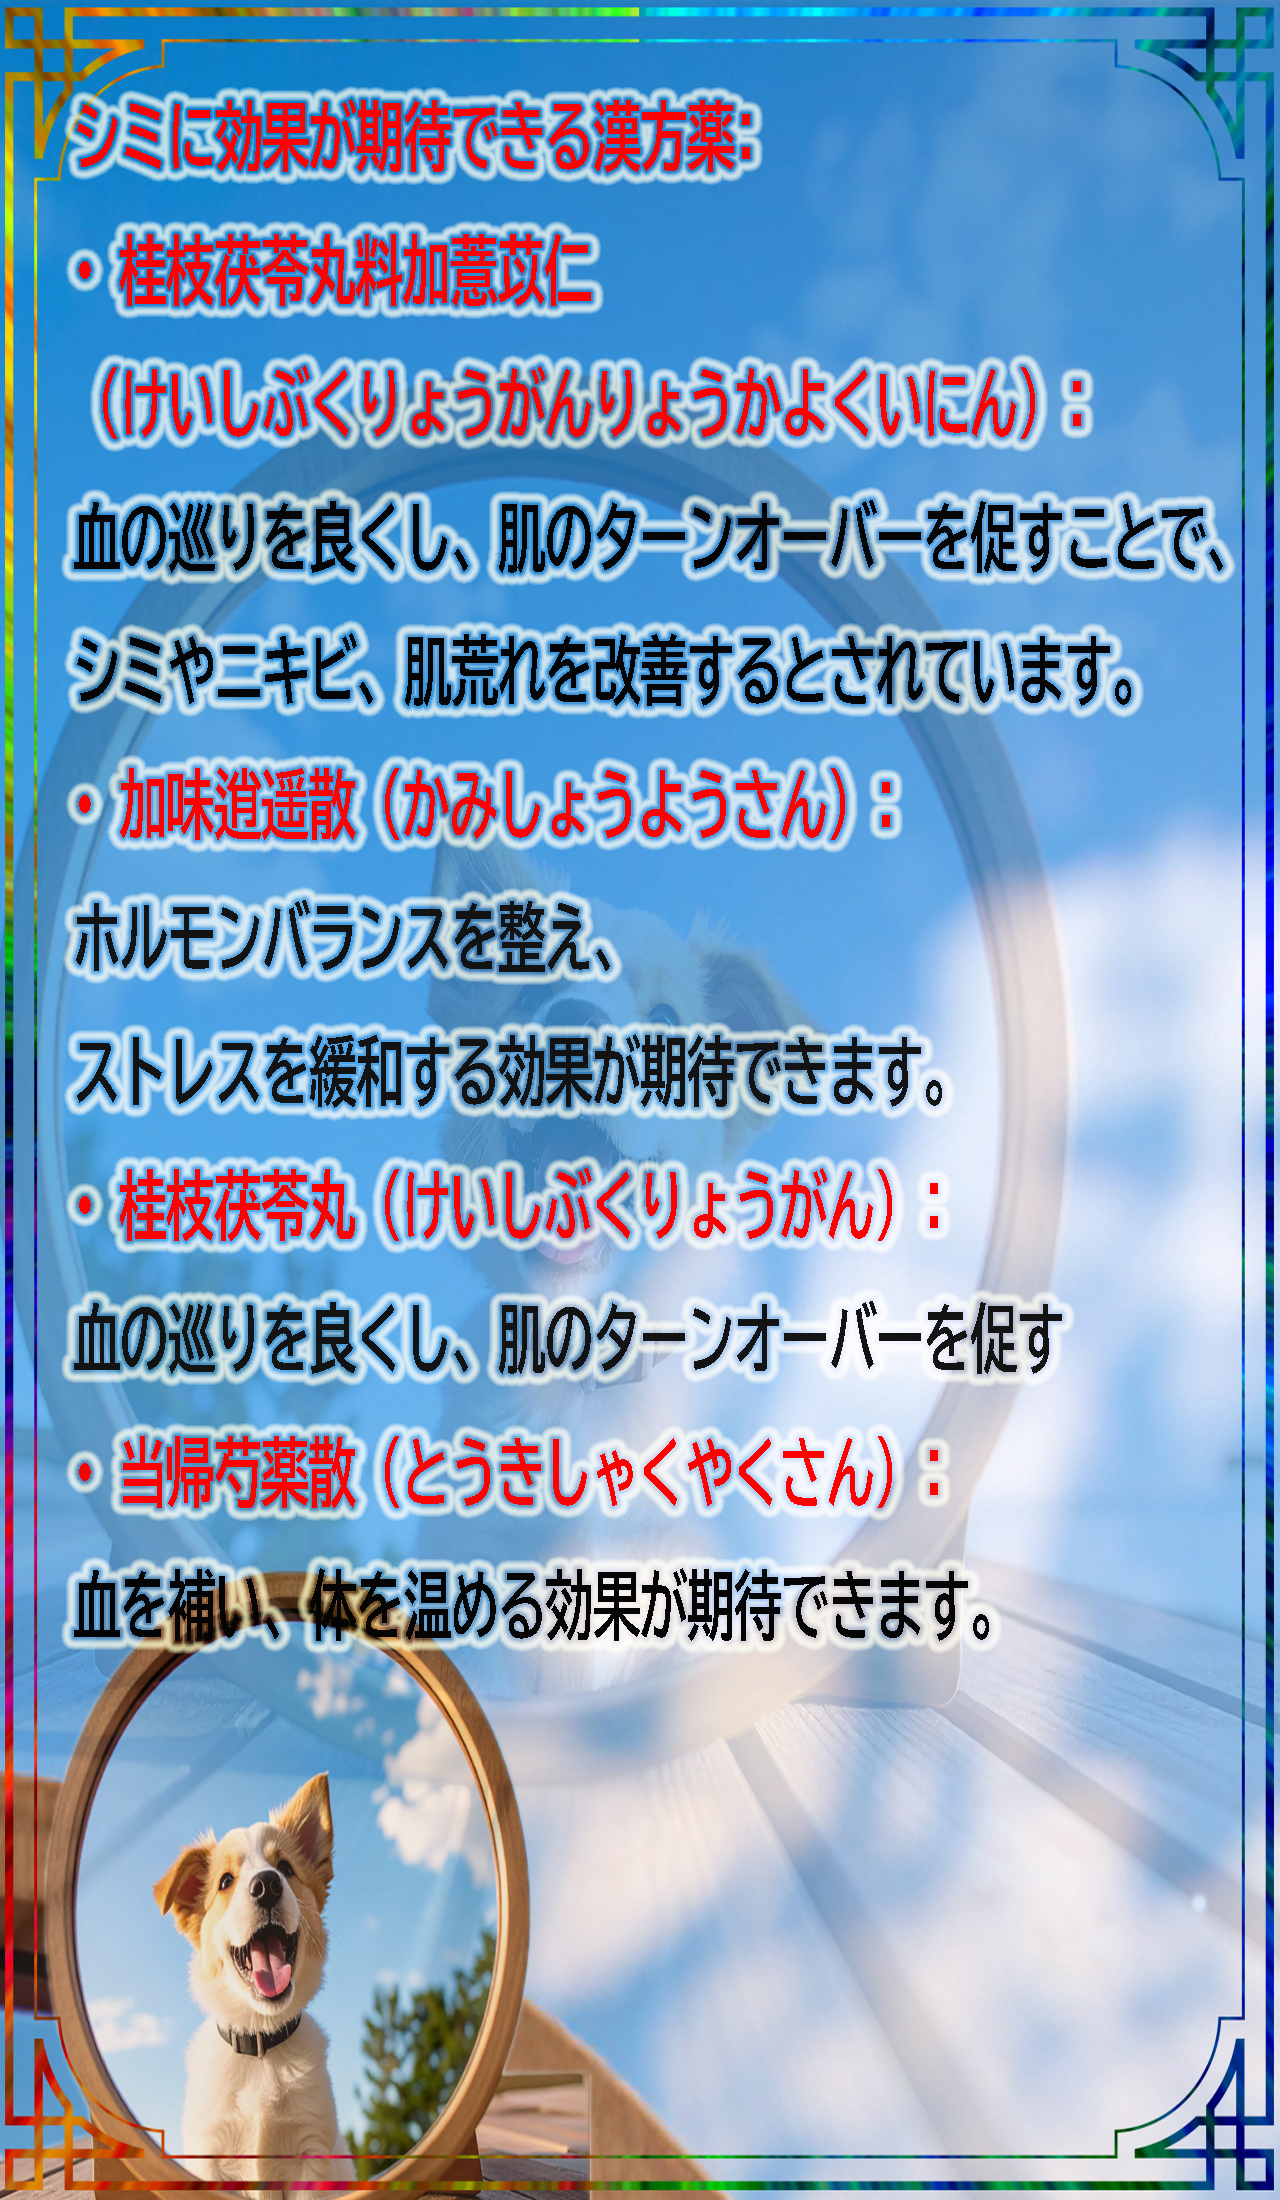 シミに効果が期待できる漢方薬:
・桂枝茯苓丸料加薏苡仁
（けいしぶくりょうがんりょうかよくいにん）:
血の巡りを良くし、肌のターンオーバーを促すことで、
シミやニキビ、肌荒れを改善するとされています。
・加味逍遥散（かみしょうようさん）:
ホルモンバランスを整え、
ストレスを緩和する効果が期待できます。
・桂枝茯苓丸（けいしぶくりょうがん）:
血の巡りを良くし、肌のターンオーバーを促す
・当帰芍薬散（とうきしゃくやくさん）:
血を補い、体を温める効果が期待できます。